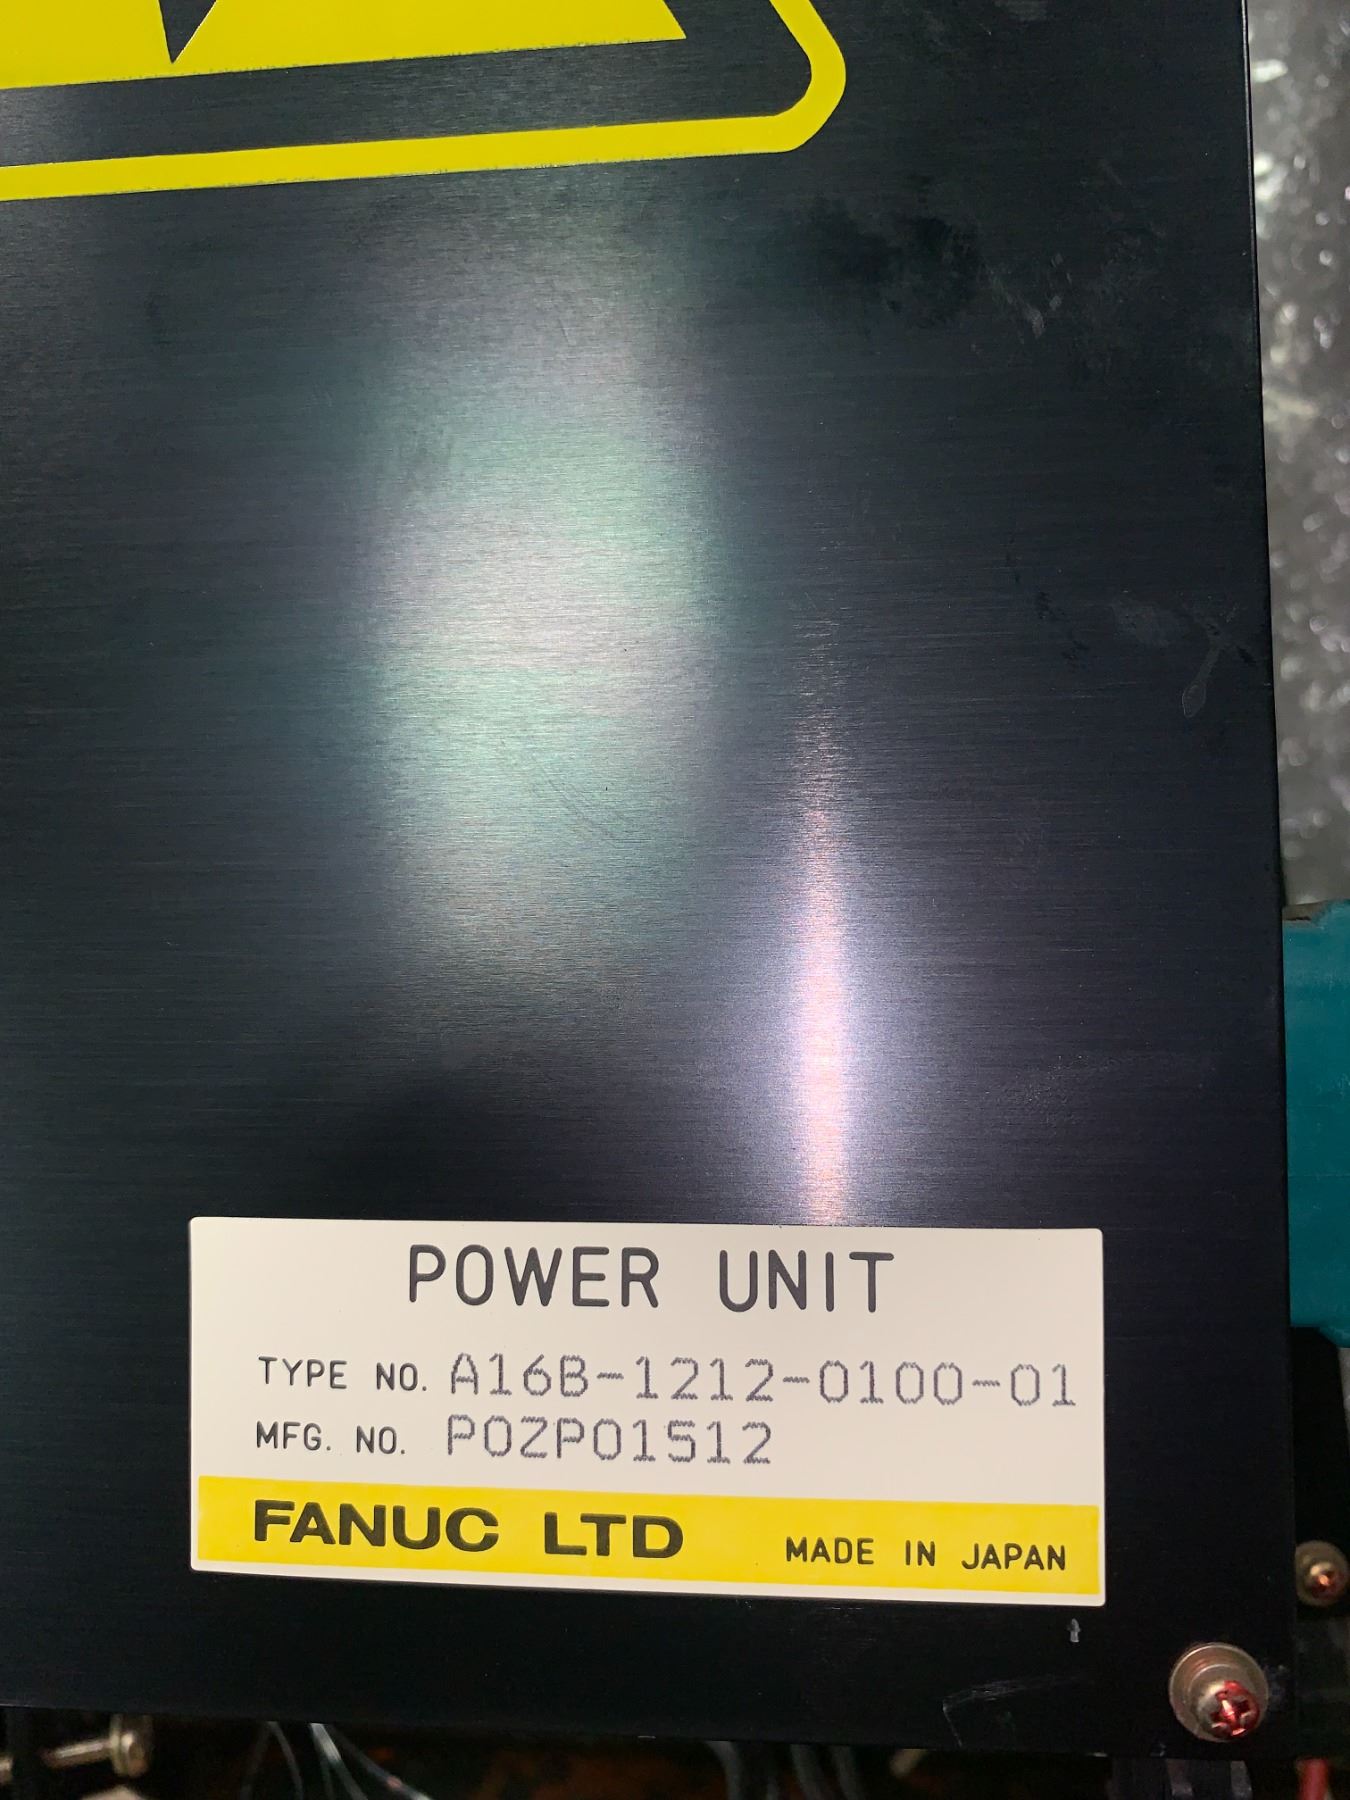 POWER UNIT
TYPE NO. A16B-1212-0100-01
MFG. NO. P0ZP01512
FANUC LTD MADE IN JAPAN